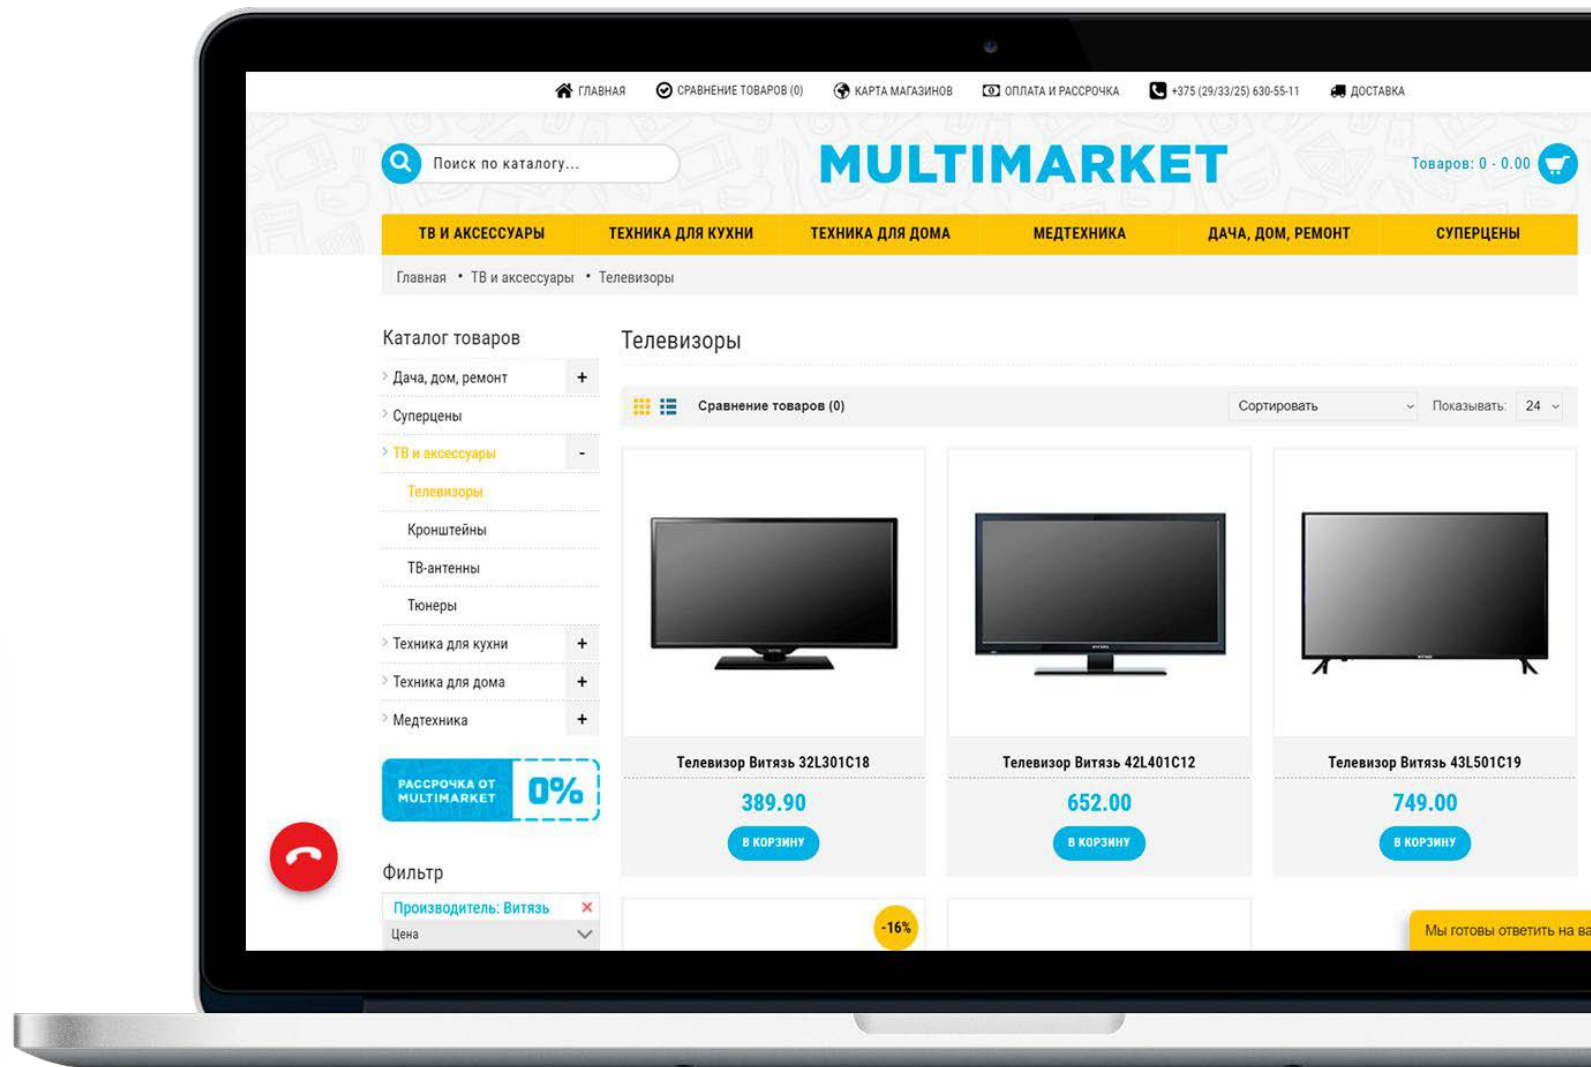 ГЛАВНАЯ СРАВНЕНИЕ ТОВАРОВ (0) КАРТА МАГАЗИНОВ ОПЛАТА И РАССРОЧКА +375 (29/33/25) 630-55-11 ДОСТАВКА
Поиск по каталогу...
MULTIMARKET
Товаров: 0 - 0.00
ТВ И АКСЕССУАРЫ ТЕХНИКА ДЛЯ КУХНИ ТЕХНИКА ДЛЯ ДОМА МЕДТЕХНИКА ДАЧА, ДОМ, РЕМОНТ СУПЕРЦЕНЫ
Главная • ТВ и аксессуары • Телевизоры
Каталог товаров
Дача, дом, ремонт +
Суперцены
ТВ и аксессуары -
Телевизоры
Кронштейны
ТВ-антенны
Тюнеры
Техника для кухни +
Техника для дома +
Медтехника +
РАССРОЧКА ОТ
MULTIMARKET
0%
Фильтр
Производитель: Витязь
Цена
Телевизоры
Сравнение товаров (0)
Сортировать
Показывать: 24
Телевизор Витязь 32L301C18
389.90
В КОРЗИНУ
Телевизор Витязь 42L401C12
652.00
В КОРЗИНУ
Телевизор Витязь 43L501C19
749.00
В КОРЗИНУ
-16%
Мы готовы ответить на ва